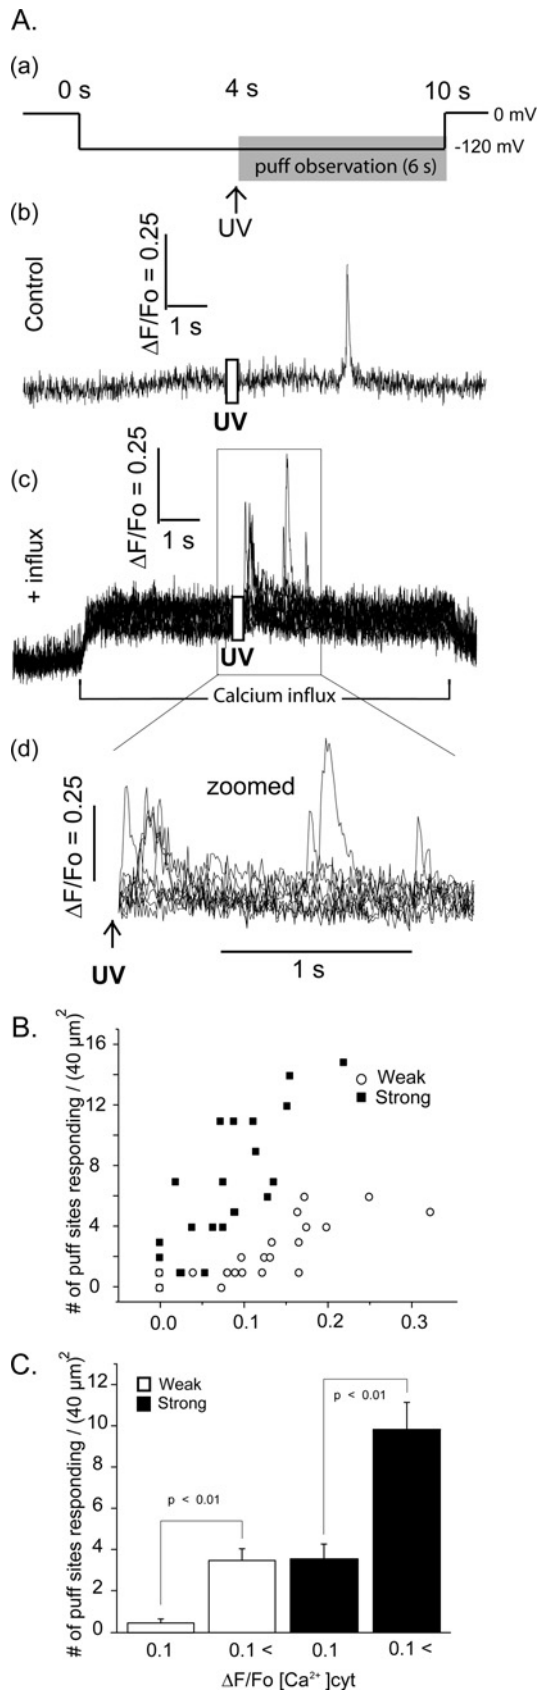 A.
(a)
0 s 4 s 10 s
0 mV
-120 mV
puff observation (6 s)
UV
(b)
Control
ΔF/Fo = 0.25
1 s
UV
(c)
+ influx
ΔF/Fo = 0.25
1 s
UV
Calcium influx
(d)
zoomed
ΔF/Fo = 0.25
UV
1 s
B.
# of puff sites responding / (40 µm)²
16
12
8
4
0
Weak
Strong
0.0 0.1 0.2 0.3
C.
# of puff sites responding / (40 µm)²
12
10
8
6
4
2
0
Weak
Strong
p < 0.01
p < 0.01
0.1 0.1 < 0.1 0.1 <
ΔF/Fo [Ca²⁺ ]cyt